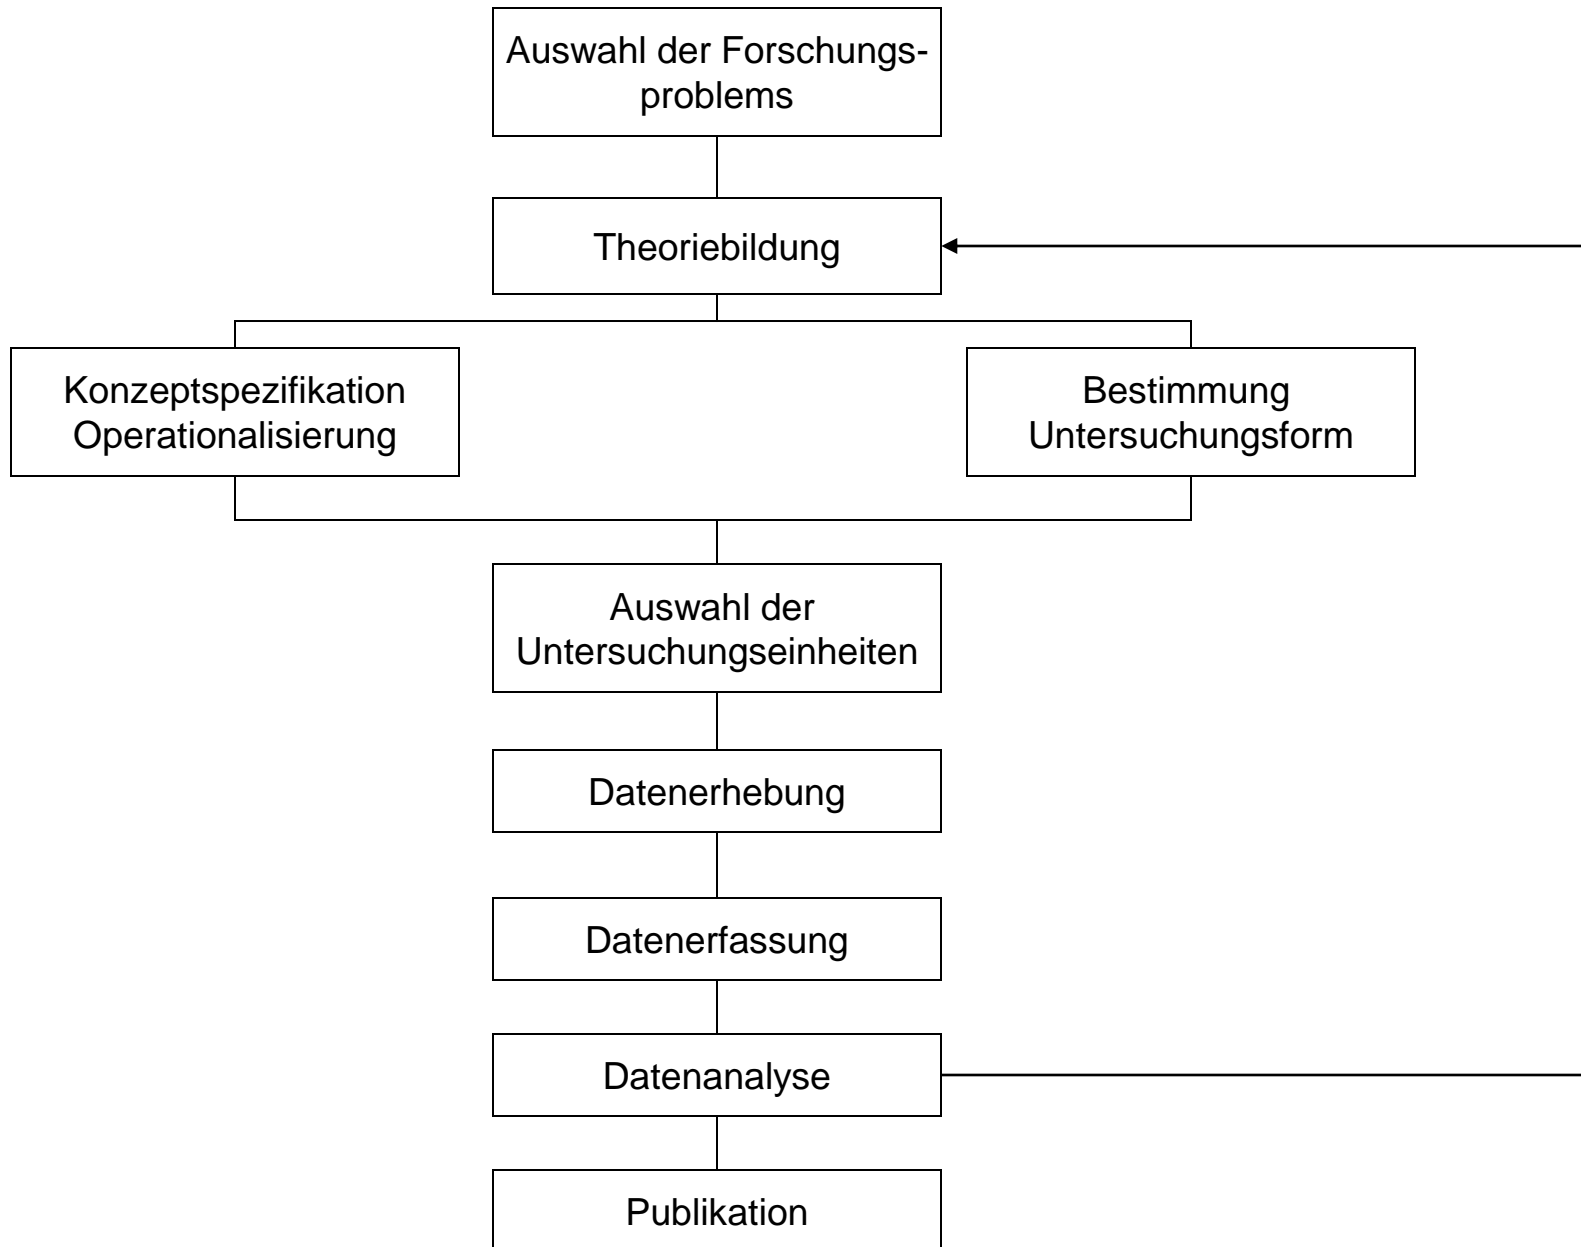 Auswahl der Forschungs-
problems
Theoriebildung
Konzeptspezifikation
Operationalisierung
Bestimmung
Untersuchungsform
Auswahl der
Untersuchungseinheiten
Datenerhebung
Datenerfassung
Datenanalyse
Publikation